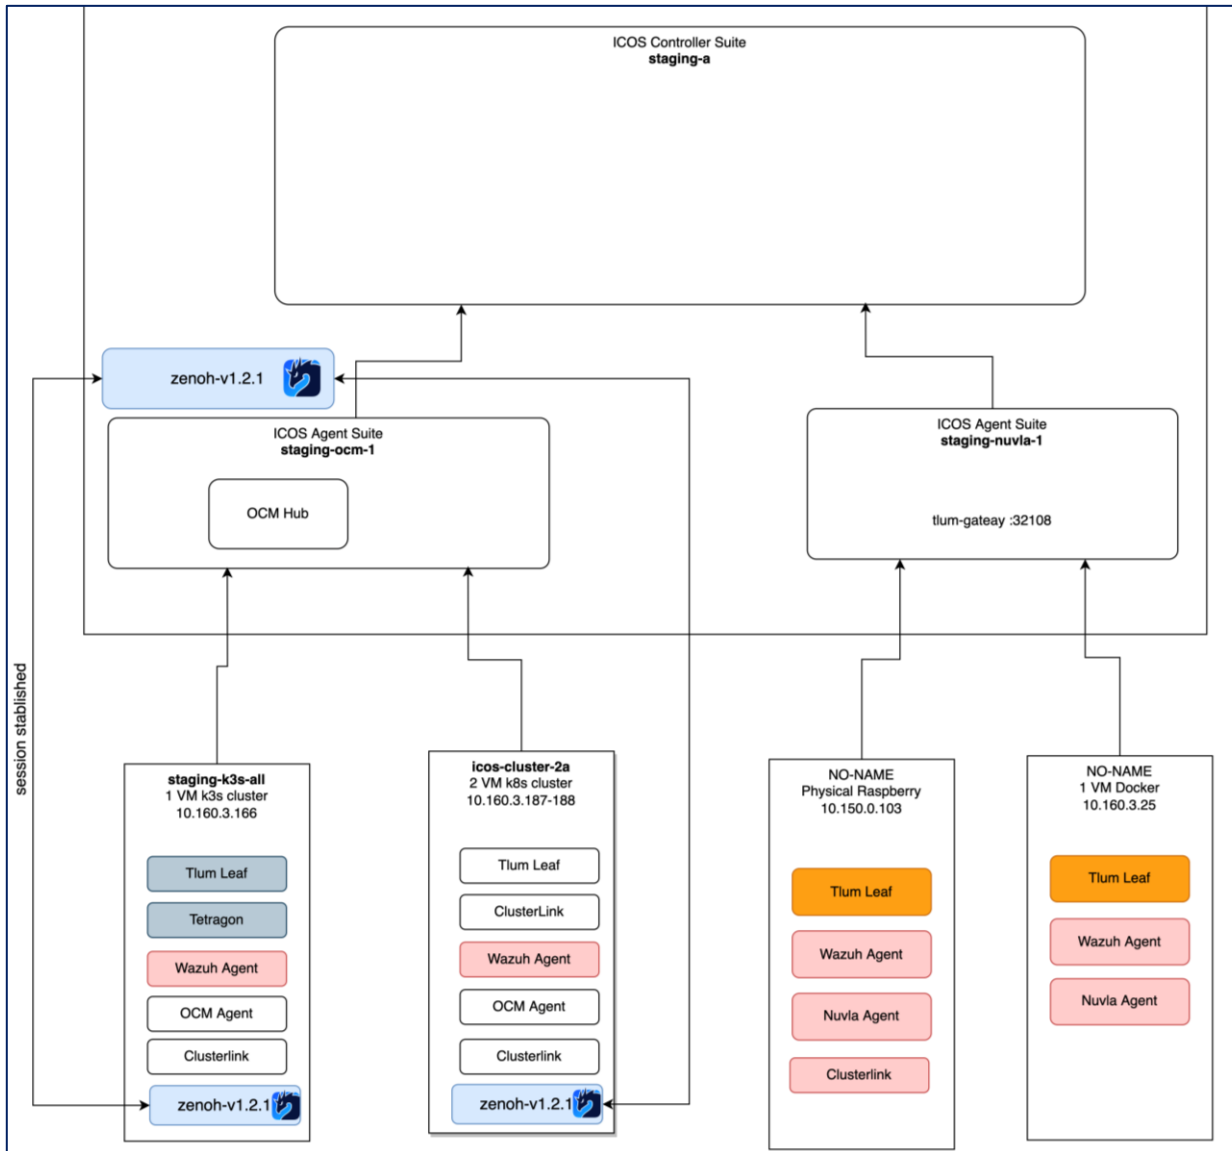 ICOS Controller Suite
staging-a
zenoh-v1.2.1
ICOS Agent Suite
staging-ocm-1
OCM Hub
ICOS Agent Suite
staging-nuvla-1
tlum-gateay :32108
session stablished
staging-k3s-all
1 VM k3s cluster
10.160.3.166
Tlum Leaf
Tetragon
Wazuh Agent
OCM Agent
Clusterlink
zenoh-v1.2.1
icos-cluster-2a
2 VM k8s cluster
10.160.3.187-188
Tlum Leaf
ClusterLink
Wazuh Agent
OCM Agent
Clusterlink
zenoh-v1.2.1
NO-NAME
Physical Raspberry
10.150.0.103
Tlum Leaf
Wazuh Agent
Nuvla Agent
Clusterlink
NO-NAME
1 VM Docker
10.160.3.25
Tlum Leaf
Wazuh Agent
Nuvla Agent